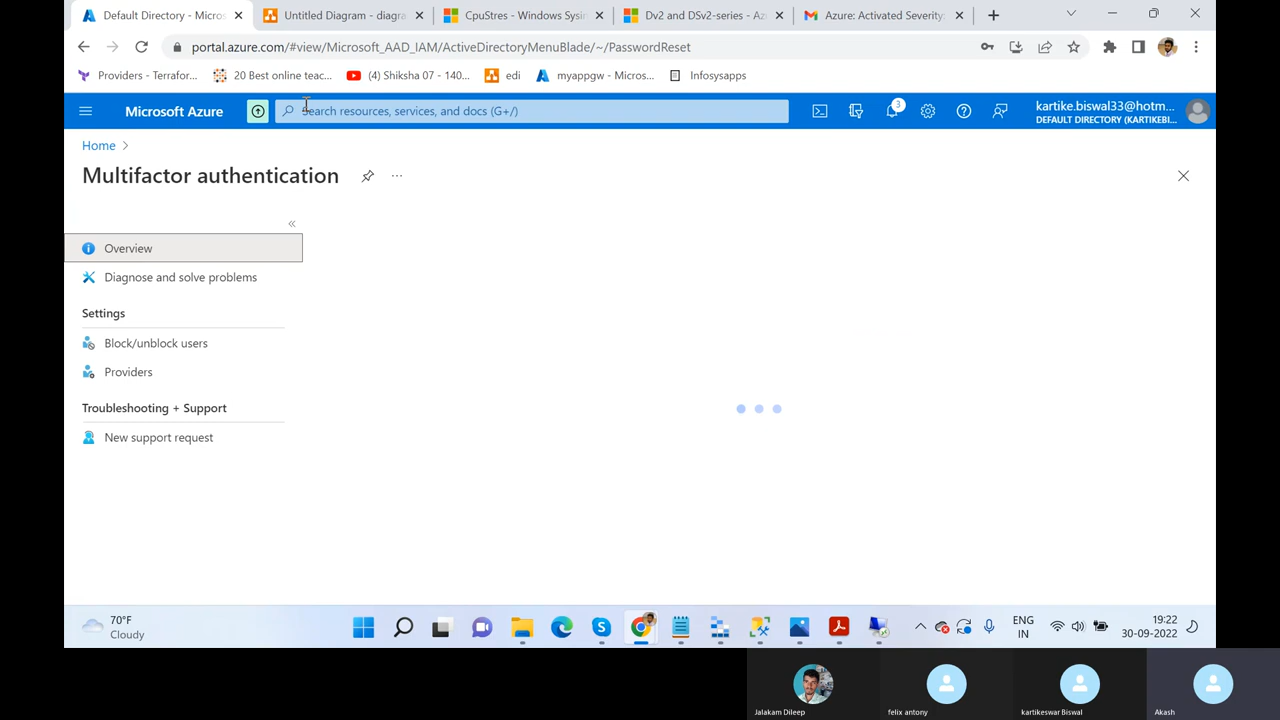 Default Directory - Micros
Untitled Diagram - diagra
CpuStres - Windows Sysin
Dv2 and DSv2-series - Az
Azure: Activated Severity
portal.azure.com/#view/Microsoft_AAD_IAM/ActiveDirectoryMenuBlade/~/PasswordReset
Providers - Terrafor...
20 Best online teac...
(4) Shiksha 07 - 140...
edi
myappgw - Micros...
Infosysapps
Microsoft Azure
Search resources, services, and docs (G+/)
3
kartike.biswal33@hotm...
DEFAULT DIRECTORY (KARTIKEBI...
Home
Multifactor authentication
Overview
Diagnose and solve problems
Settings
Block/unblock users
Providers
Troubleshooting + Support
New support request
70°F
Cloudy
ENG
IN
19:22
30-09-2022
Jalakam Dileep
felix antony
kartikeswar Biswal
Akash